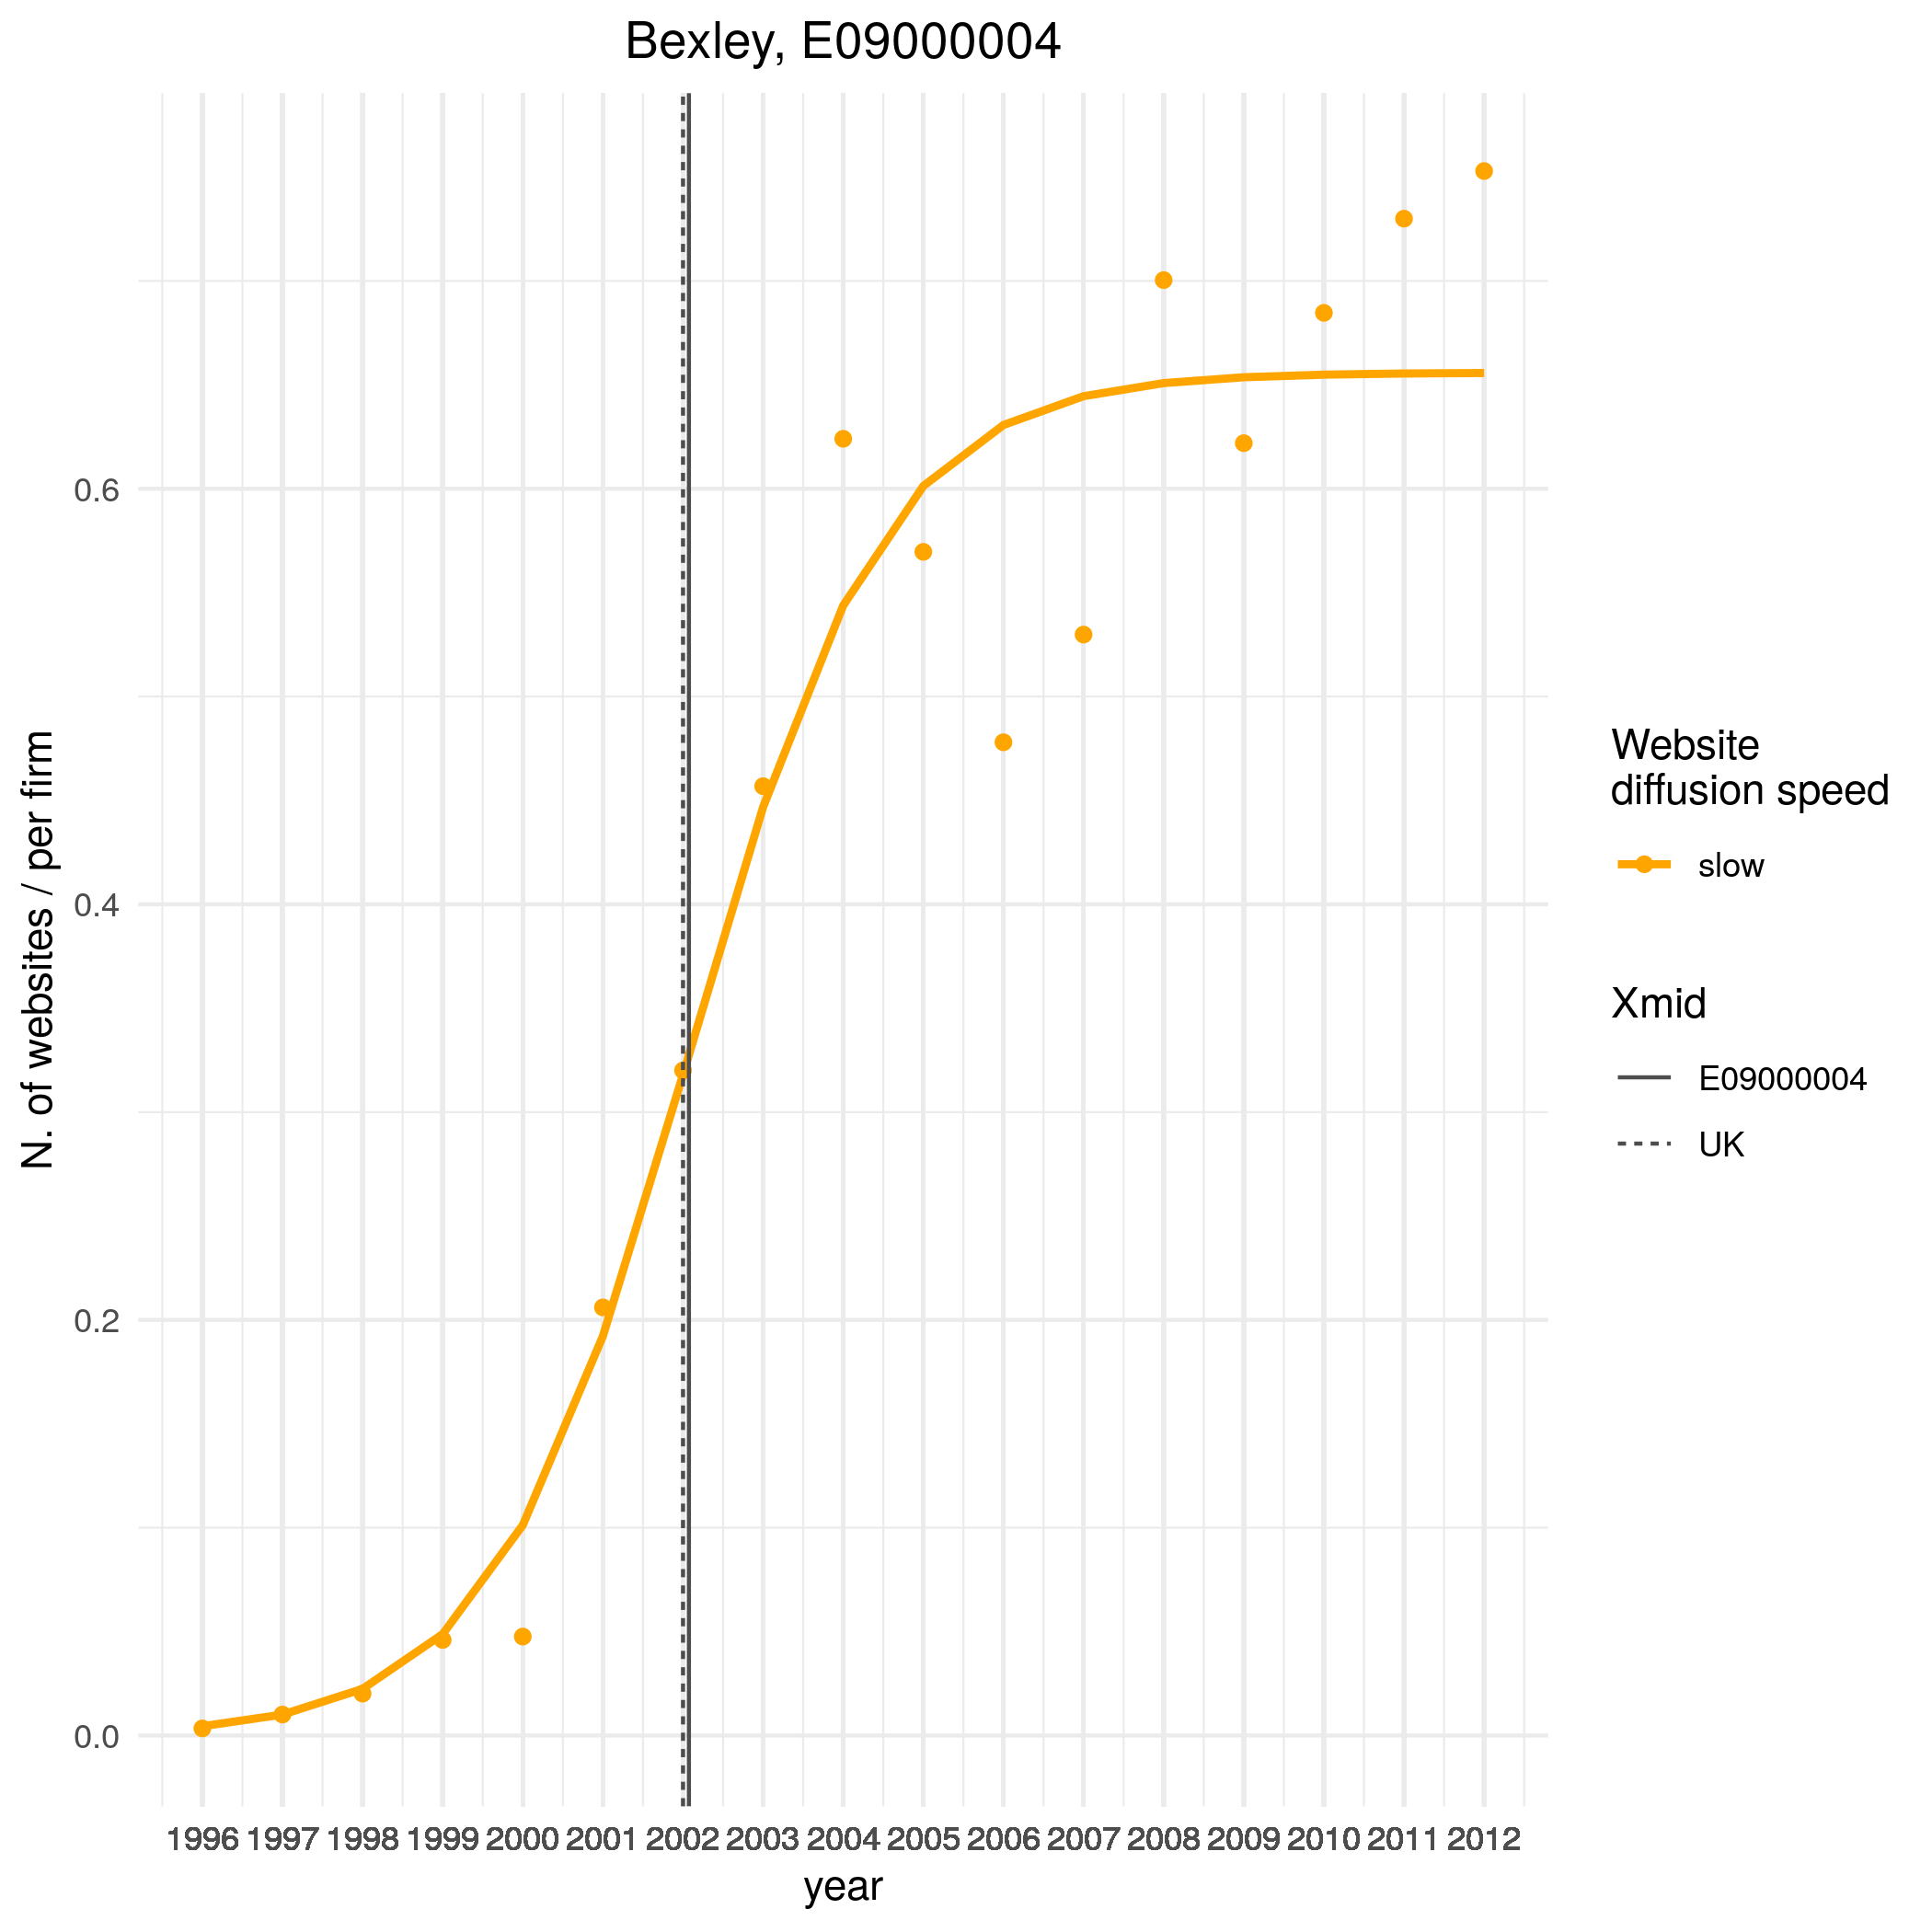 Bexley, E09000004
N. of websites / per firm
0.6
0.4
0.2
0.0
1996 1997 1998 1999 2000 2001 2002 2003 2004 2005 2006 2007 2008 2009 2010 2011 2012
year
Website
diffusion speed
slow
Xmid
E09000004
UK